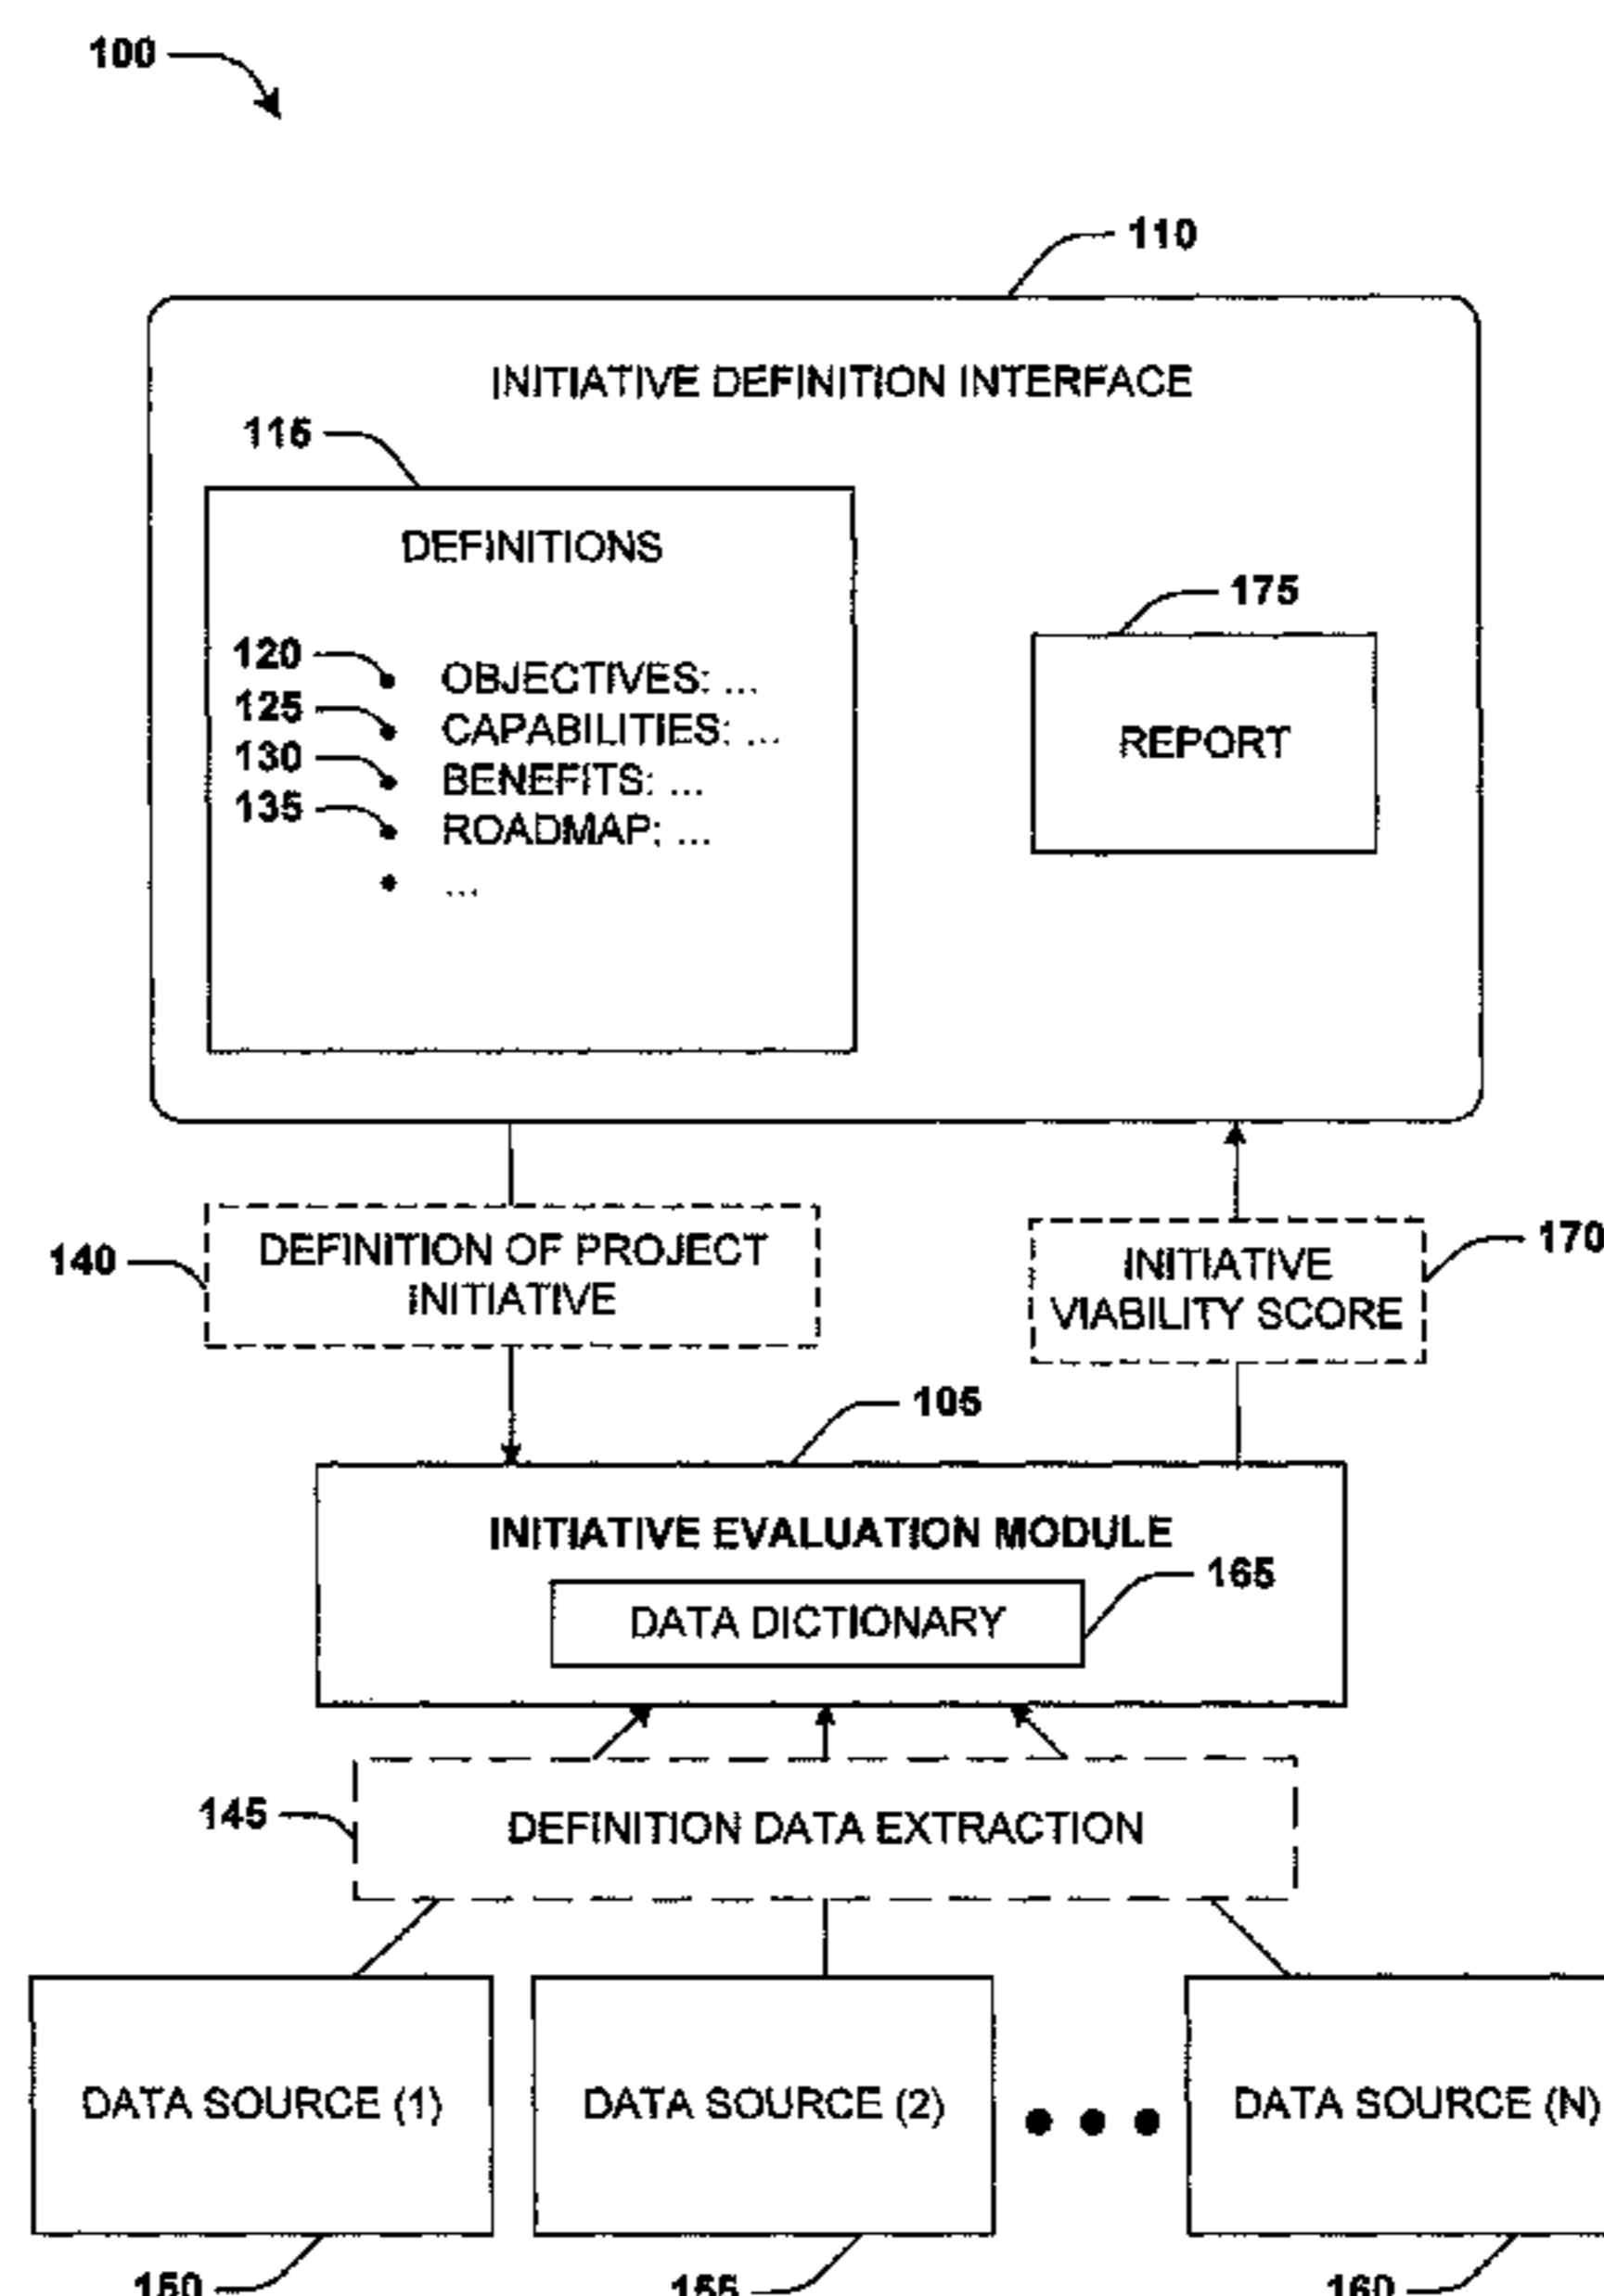 100
110
INITIATIVE DEFINITION INTERFACE
115
DEFINITIONS
175
120
OBJECTIVES: ...
125
CAPABILITIES: ...
130
BENEFITS: ...
135
ROADMAP: ...
...
REPORT
140
DEFINITION OF PROJECT
INITIATIVE
170
INITIATIVE
VIABILITY SCORE
105
INITIATIVE EVALUATION MODULE
165
DATA DICTIONARY
145
DEFINITION DATA EXTRACTION
DATA SOURCE (1)
DATA SOURCE (2)
DATA SOURCE (N)
150
155
160